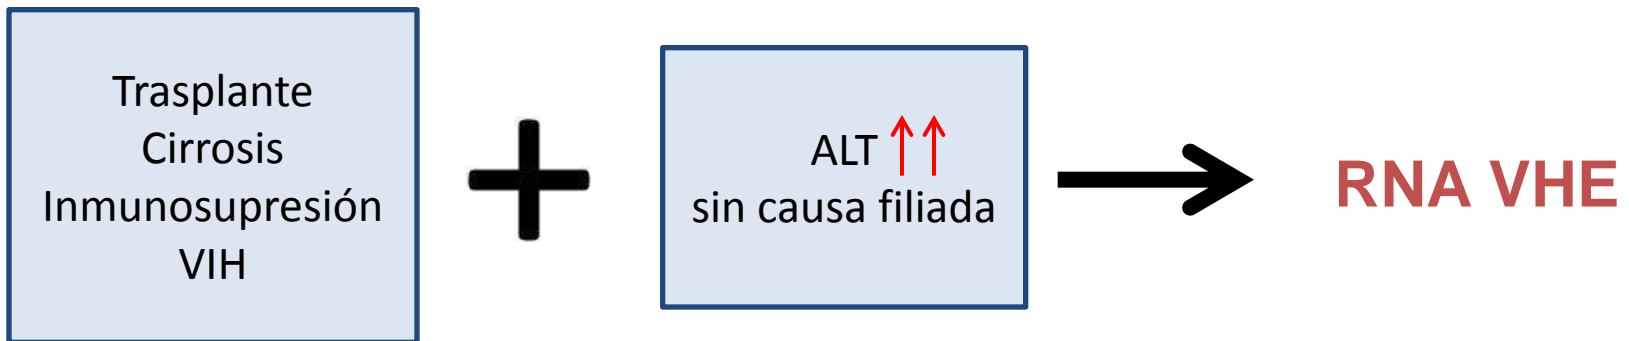 Trasplante
Cirrosis
Inmunosupresión
VIH
ALT
sin causa filiada
RNA VHE